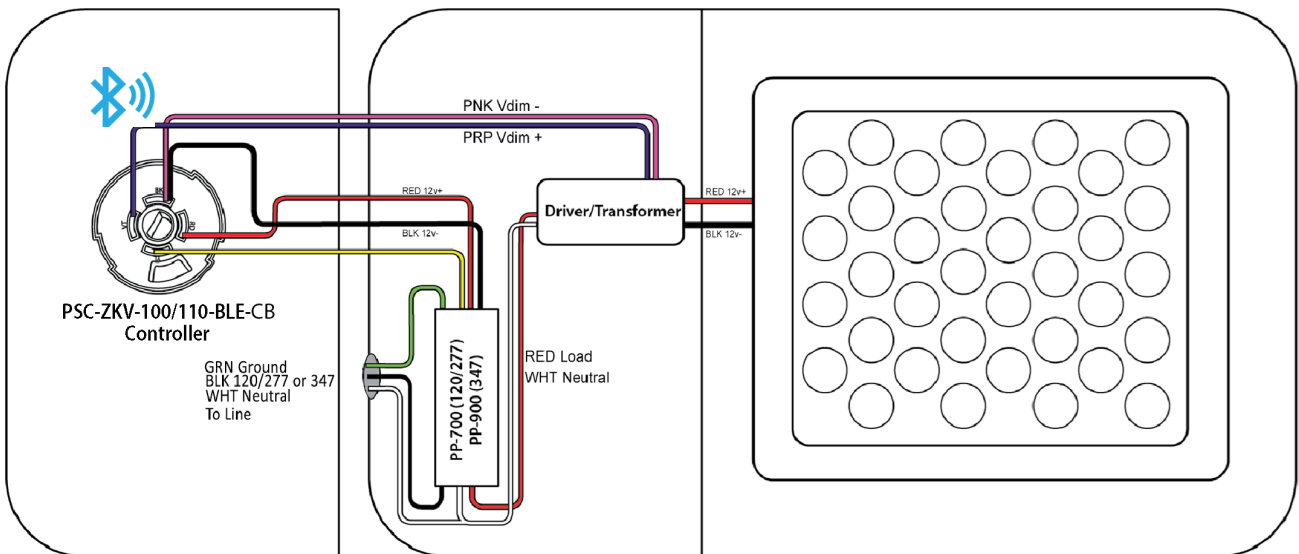 PNK Vdim -
PRP Vdim +
RED 12v+
BLK 12v-
Driver/Transformer
RED 12v+
BLK 12v-
PSC-ZKV-100/110-BLE-CB
Controller
GRN Ground
BLK 120/277 or 347
WHT Neutral
To Line
PP-700 (120/277)
PP-900 (347)
RED Load
WHT Neutral